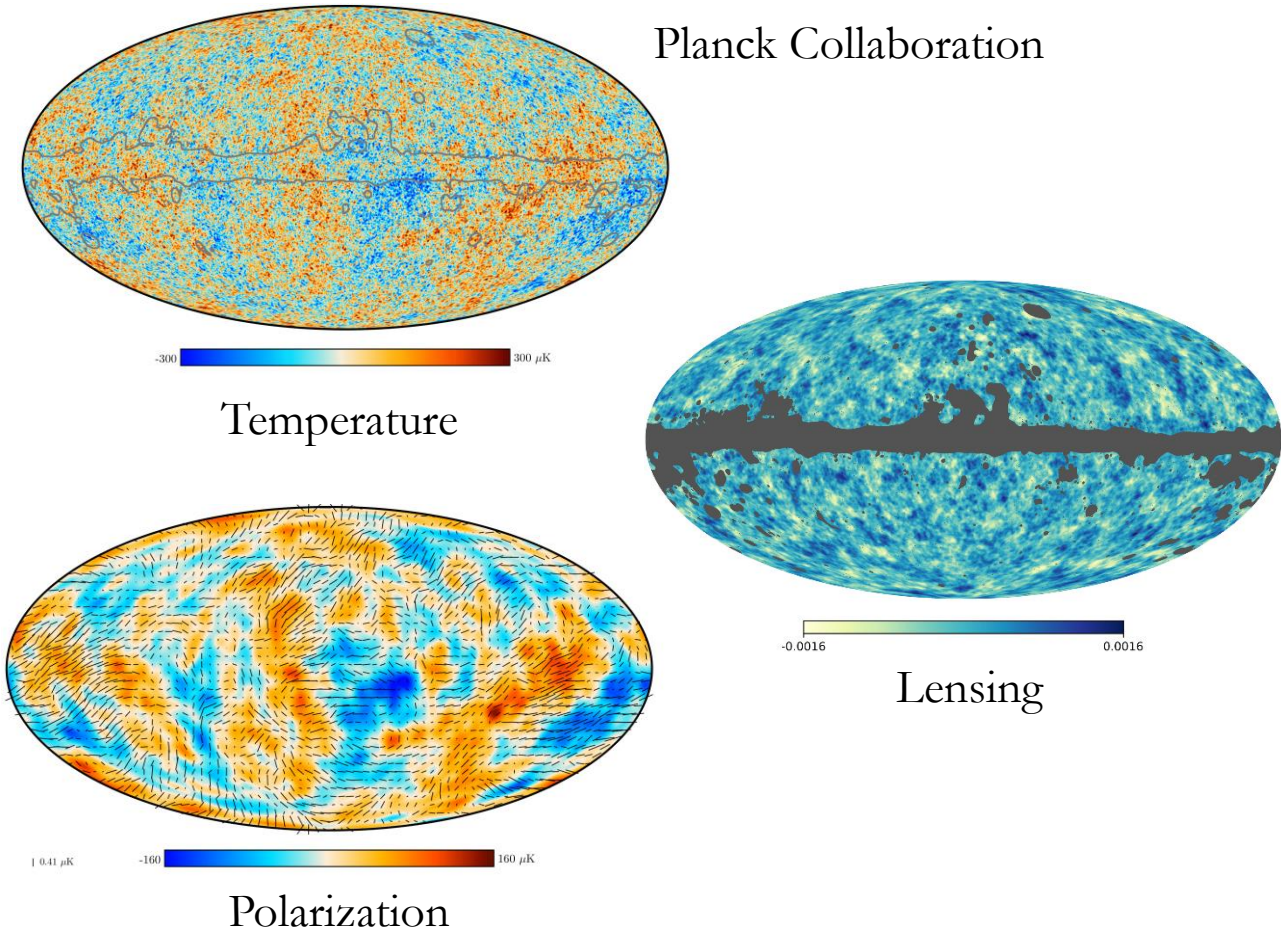 Planck Collaboration
-300 300 μK
Temperature
-0.0016 0.0016
Lensing
0.41 μK -160 160 μK
Polarization